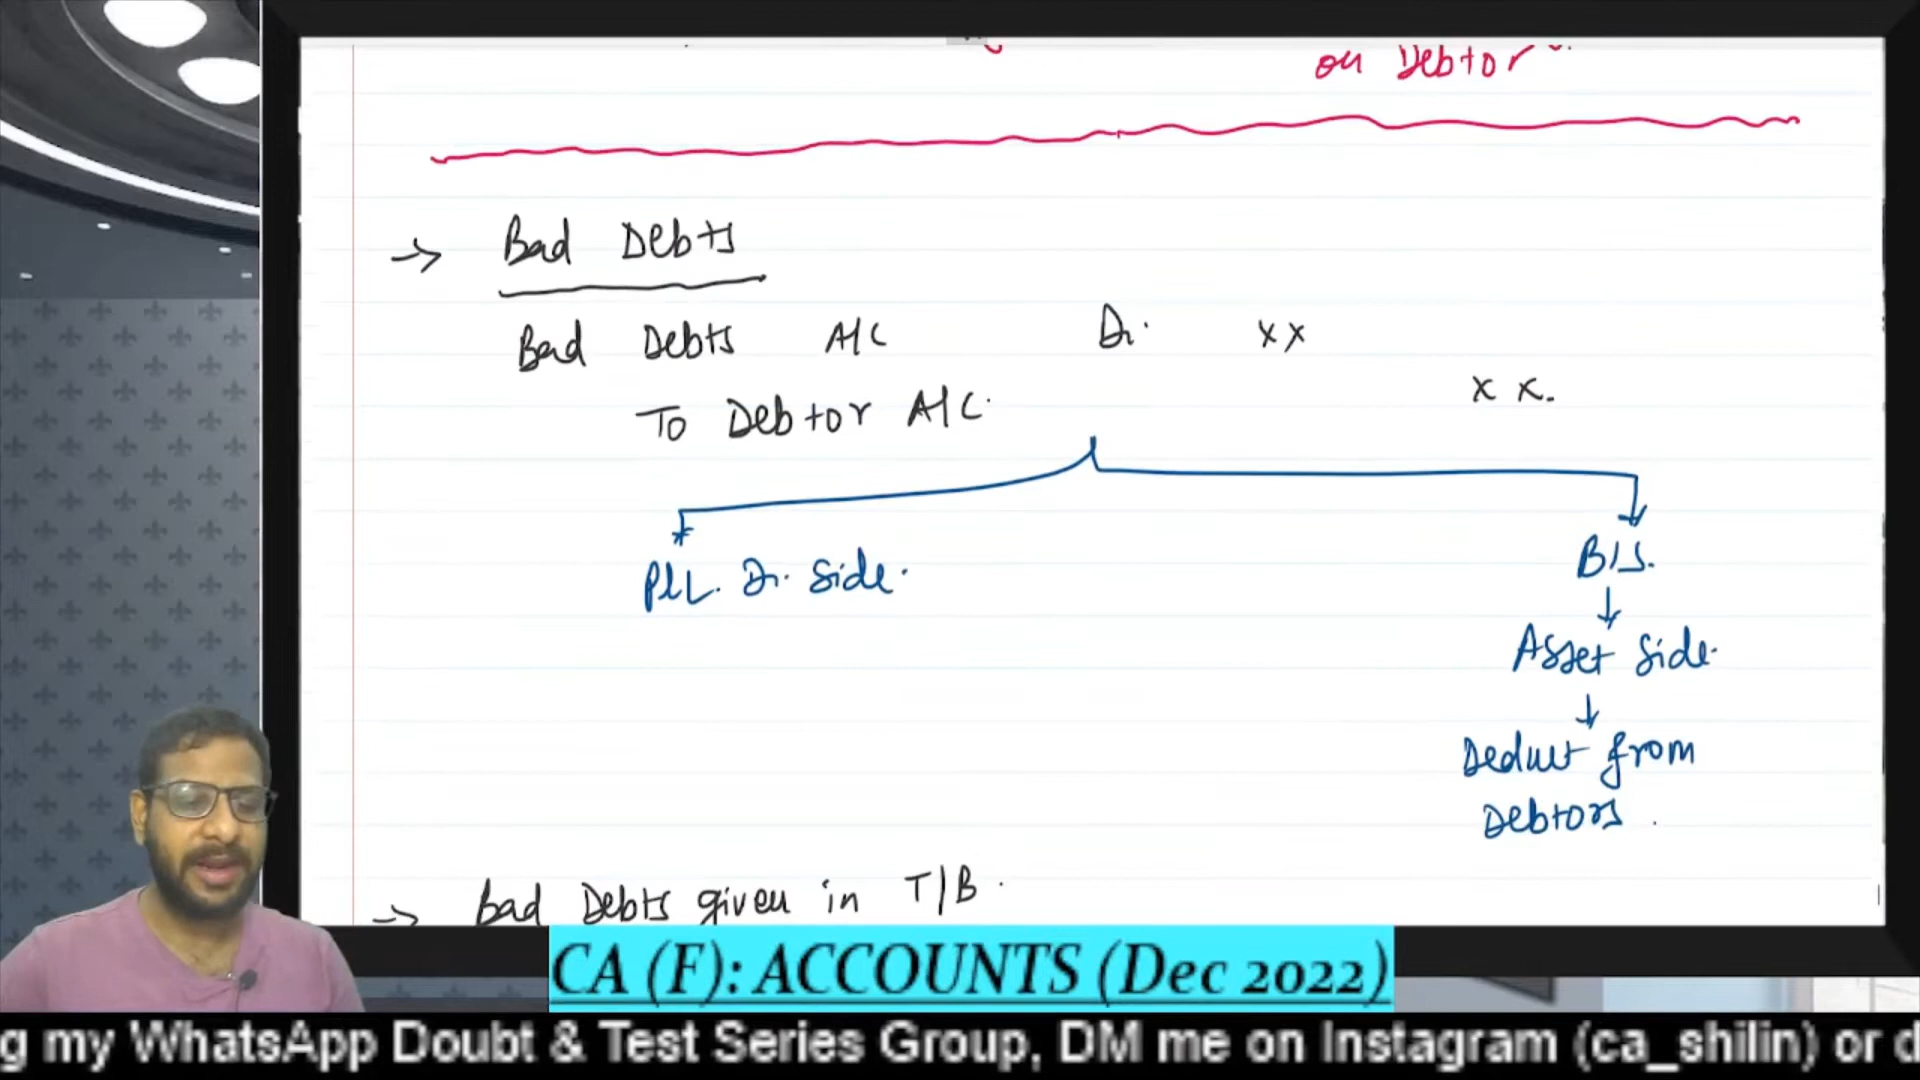 on Debtor
→ Bad Debts
Bad Debts A/c Dr. xx
To Debtor A/c. x x.
P&L. Dr. Side.
B/S.
↓
Asset Side.
↓
Deduct from
Debtors.
→ Bad Debts given in T/B.
CA (F): ACCOUNTS (Dec 2022)
g my WhatsApp Doubt & Test Series Group, DM me on Instagram (ca_shilin) or d